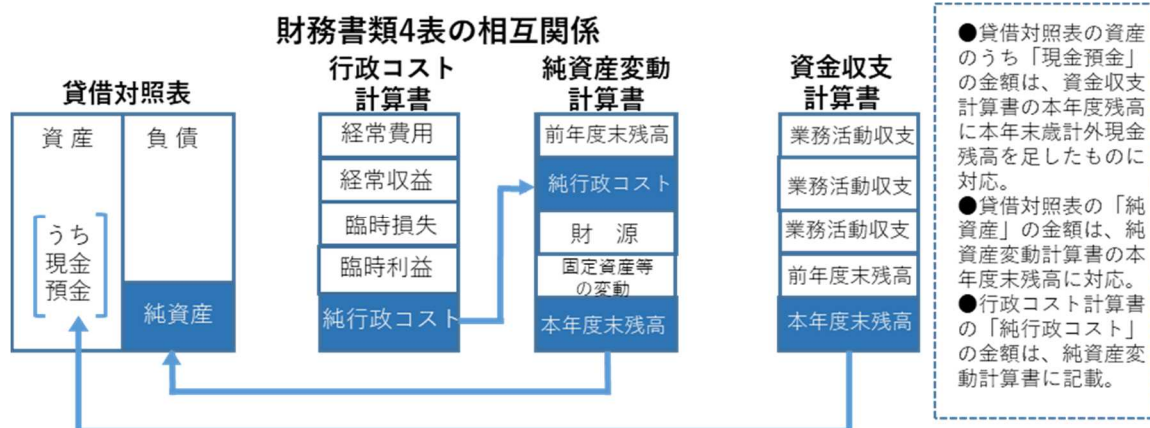 財務書類4表の相互関係
貸借対照表
資 産
負 債
うち
現金
預金
純資産
行政コスト
計算書
経常費用
経常収益
臨時損失
臨時利益
純行政コスト
純資産変動
計算書
前年度末残高
純行政コスト
財　源
固定資産等
の変動
本年度末残高
資金収支
計算書
業務活動収支
業務活動収支
業務活動収支
前年度末残高
本年度末残高
●貸借対照表の資産
のうち「現金預金」
の金額は、資金収支
計算書の本年度残高
に本年末歳計外現金
残高を足したものに
対応。
●貸借対照表の「純
資産」の金額は、純
資産変動計算書の本
年度末残高に対応。
●行政コスト計算書
の「純行政コスト」
の金額は、純資産変
動計算書に記載。